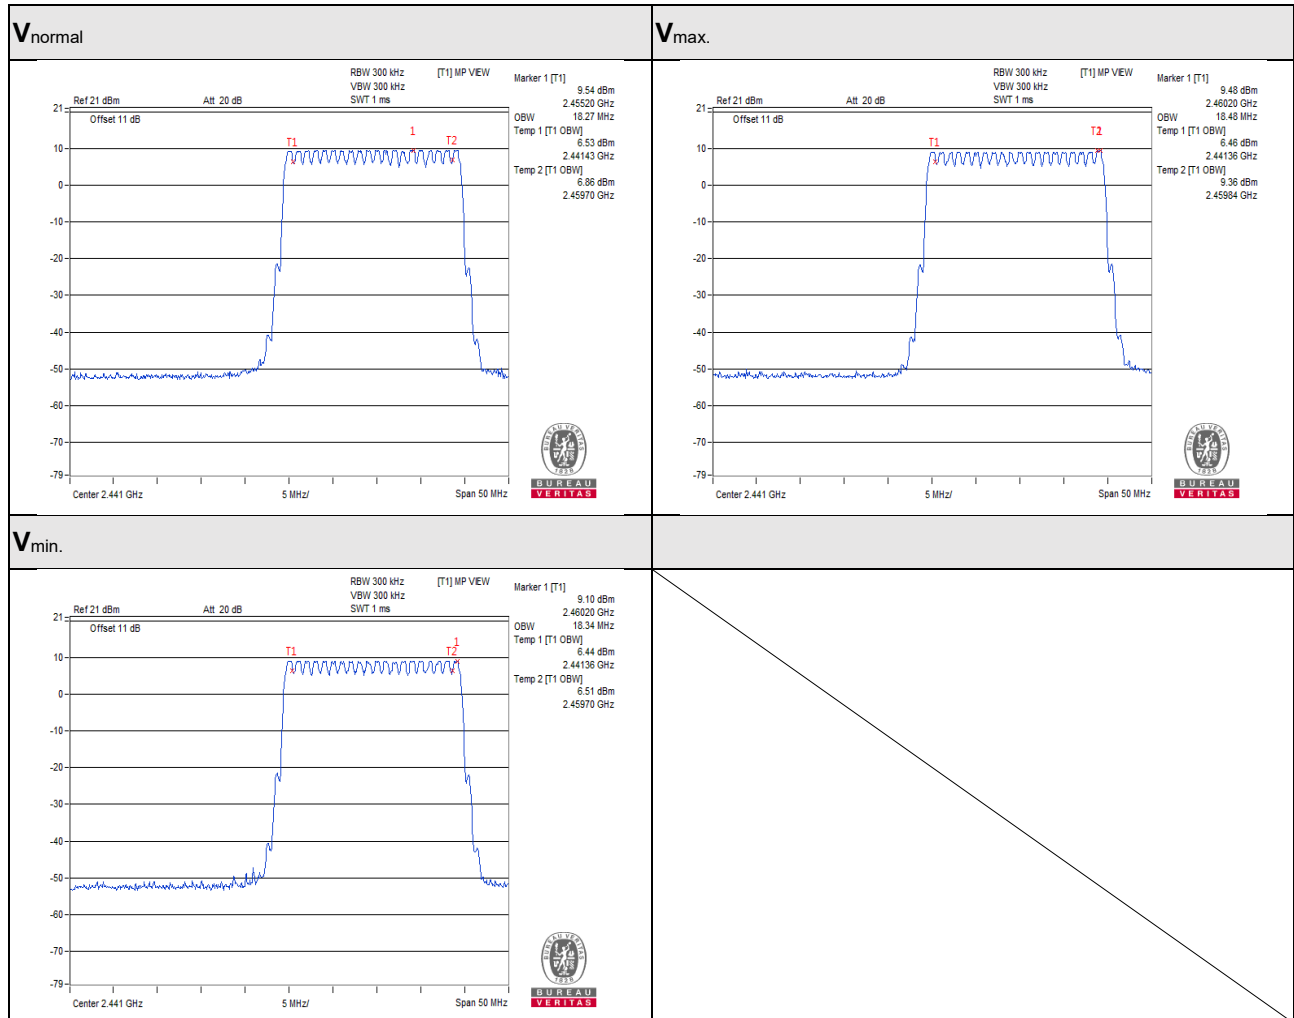 Vnormal
RBW 300 kHz [T1] MP VIEW
VBW 300 kHz
SWT 1 ms
Ref 21 dBm Att 20 dB
Offset 11 dB
Marker 1 [T1]
9.54 dBm
2.45520 GHz
OBW 18.27 MHz
Temp 1 [T1 OBW]
6.53 dBm
2.44143 GHz
Temp 2 [T1 OBW]
6.86 dBm
2.45970 GHz
21
10
0
-10
-20
-30
-40
-50
-60
-70
-79
T1
1
T2
Center 2.441 GHz 5 MHz/ Span 50 MHz
1828
BUREAU
VERITAS
Vmax.
RBW 300 kHz [T1] MP VIEW
VBW 300 kHz
SWT 1 ms
Ref 21 dBm Att 20 dB
Offset 11 dB
Marker 1 [T1]
9.48 dBm
2.46020 GHz
OBW 18.48 MHz
Temp 1 [T1 OBW]
6.46 dBm
2.44136 GHz
Temp 2 [T1 OBW]
9.36 dBm
2.45984 GHz
21
10
0
-10
-20
-30
-40
-50
-60
-70
-79
T1
Center 2.441 GHz 5 MHz/ Span 50 MHz
1828
BUREAU
VERITAS
Vmin.
RBW 300 kHz [T1] MP VIEW
VBW 300 kHz
SWT 1 ms
Ref 21 dBm Att 20 dB
Offset 11 dB
Marker 1 [T1]
9.10 dBm
2.46020 GHz
OBW 18.34 MHz
Temp 1 [T1 OBW]
6.44 dBm
2.44136 GHz
Temp 2 [T1 OBW]
6.51 dBm
2.45970 GHz
21
10
0
-10
-20
-30
-40
-50
-60
-70
-79
T1
1
T2
Center 2.441 GHz 5 MHz/ Span 50 MHz
1828
BUREAU
VERITAS